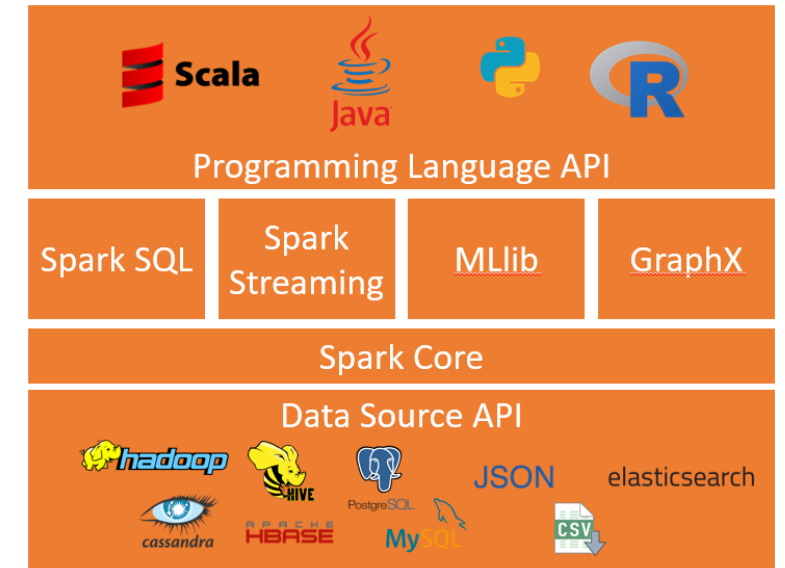 Scala
Java
R
Programming Language API
Spark SQL
Spark
Streaming
MLlib
GraphX
Spark Core
Data Source API
hadoop
HIVE
PostgreSQL
JSON
elasticsearch
cassandra
APACHE
HBASE
MySQL
CSV